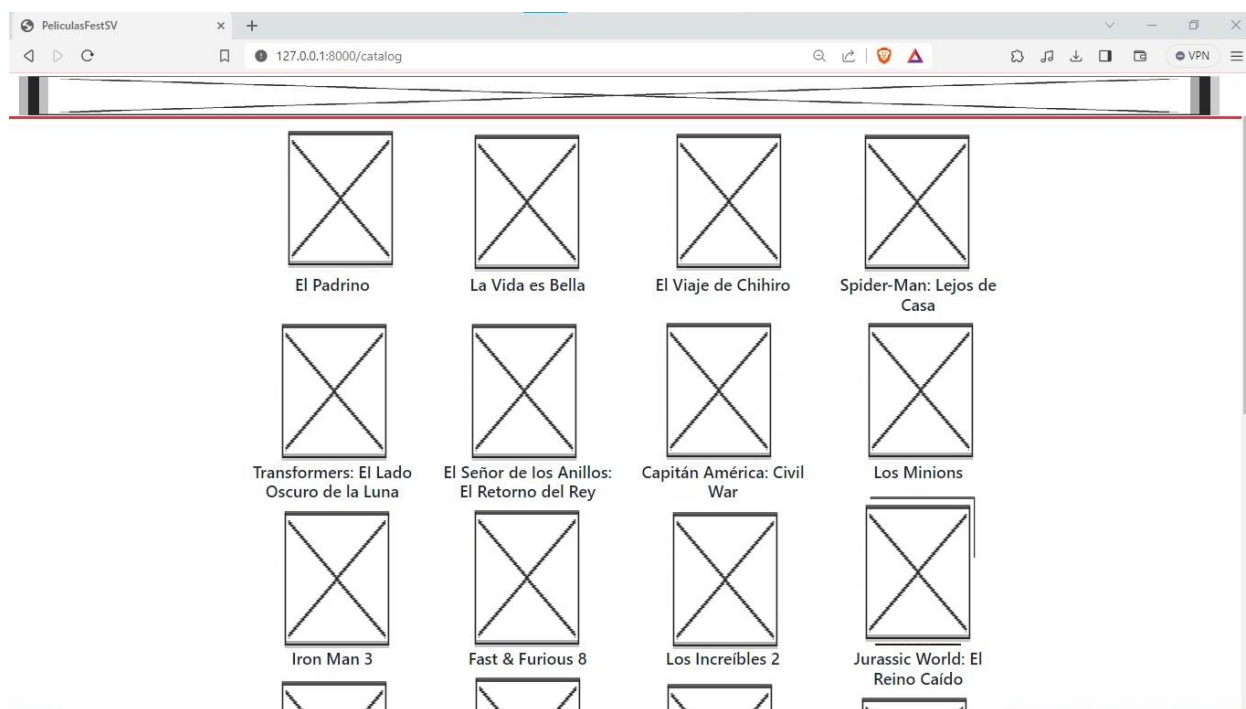 PeliculasFestSV
127.0.0.1:8000/catalog
VPN
El Padrino
La Vida es Bella
El Viaje de Chihiro
Spider-Man: Lejos de
Casa
Transformers: El Lado
Oscuro de la Luna
El Señor de los Anillos:
El Retorno del Rey
Capitán América: Civil
War
Los Minions
Iron Man 3
Fast & Furious 8
Los Increíbles 2
Jurassic World: El
Reino Caído